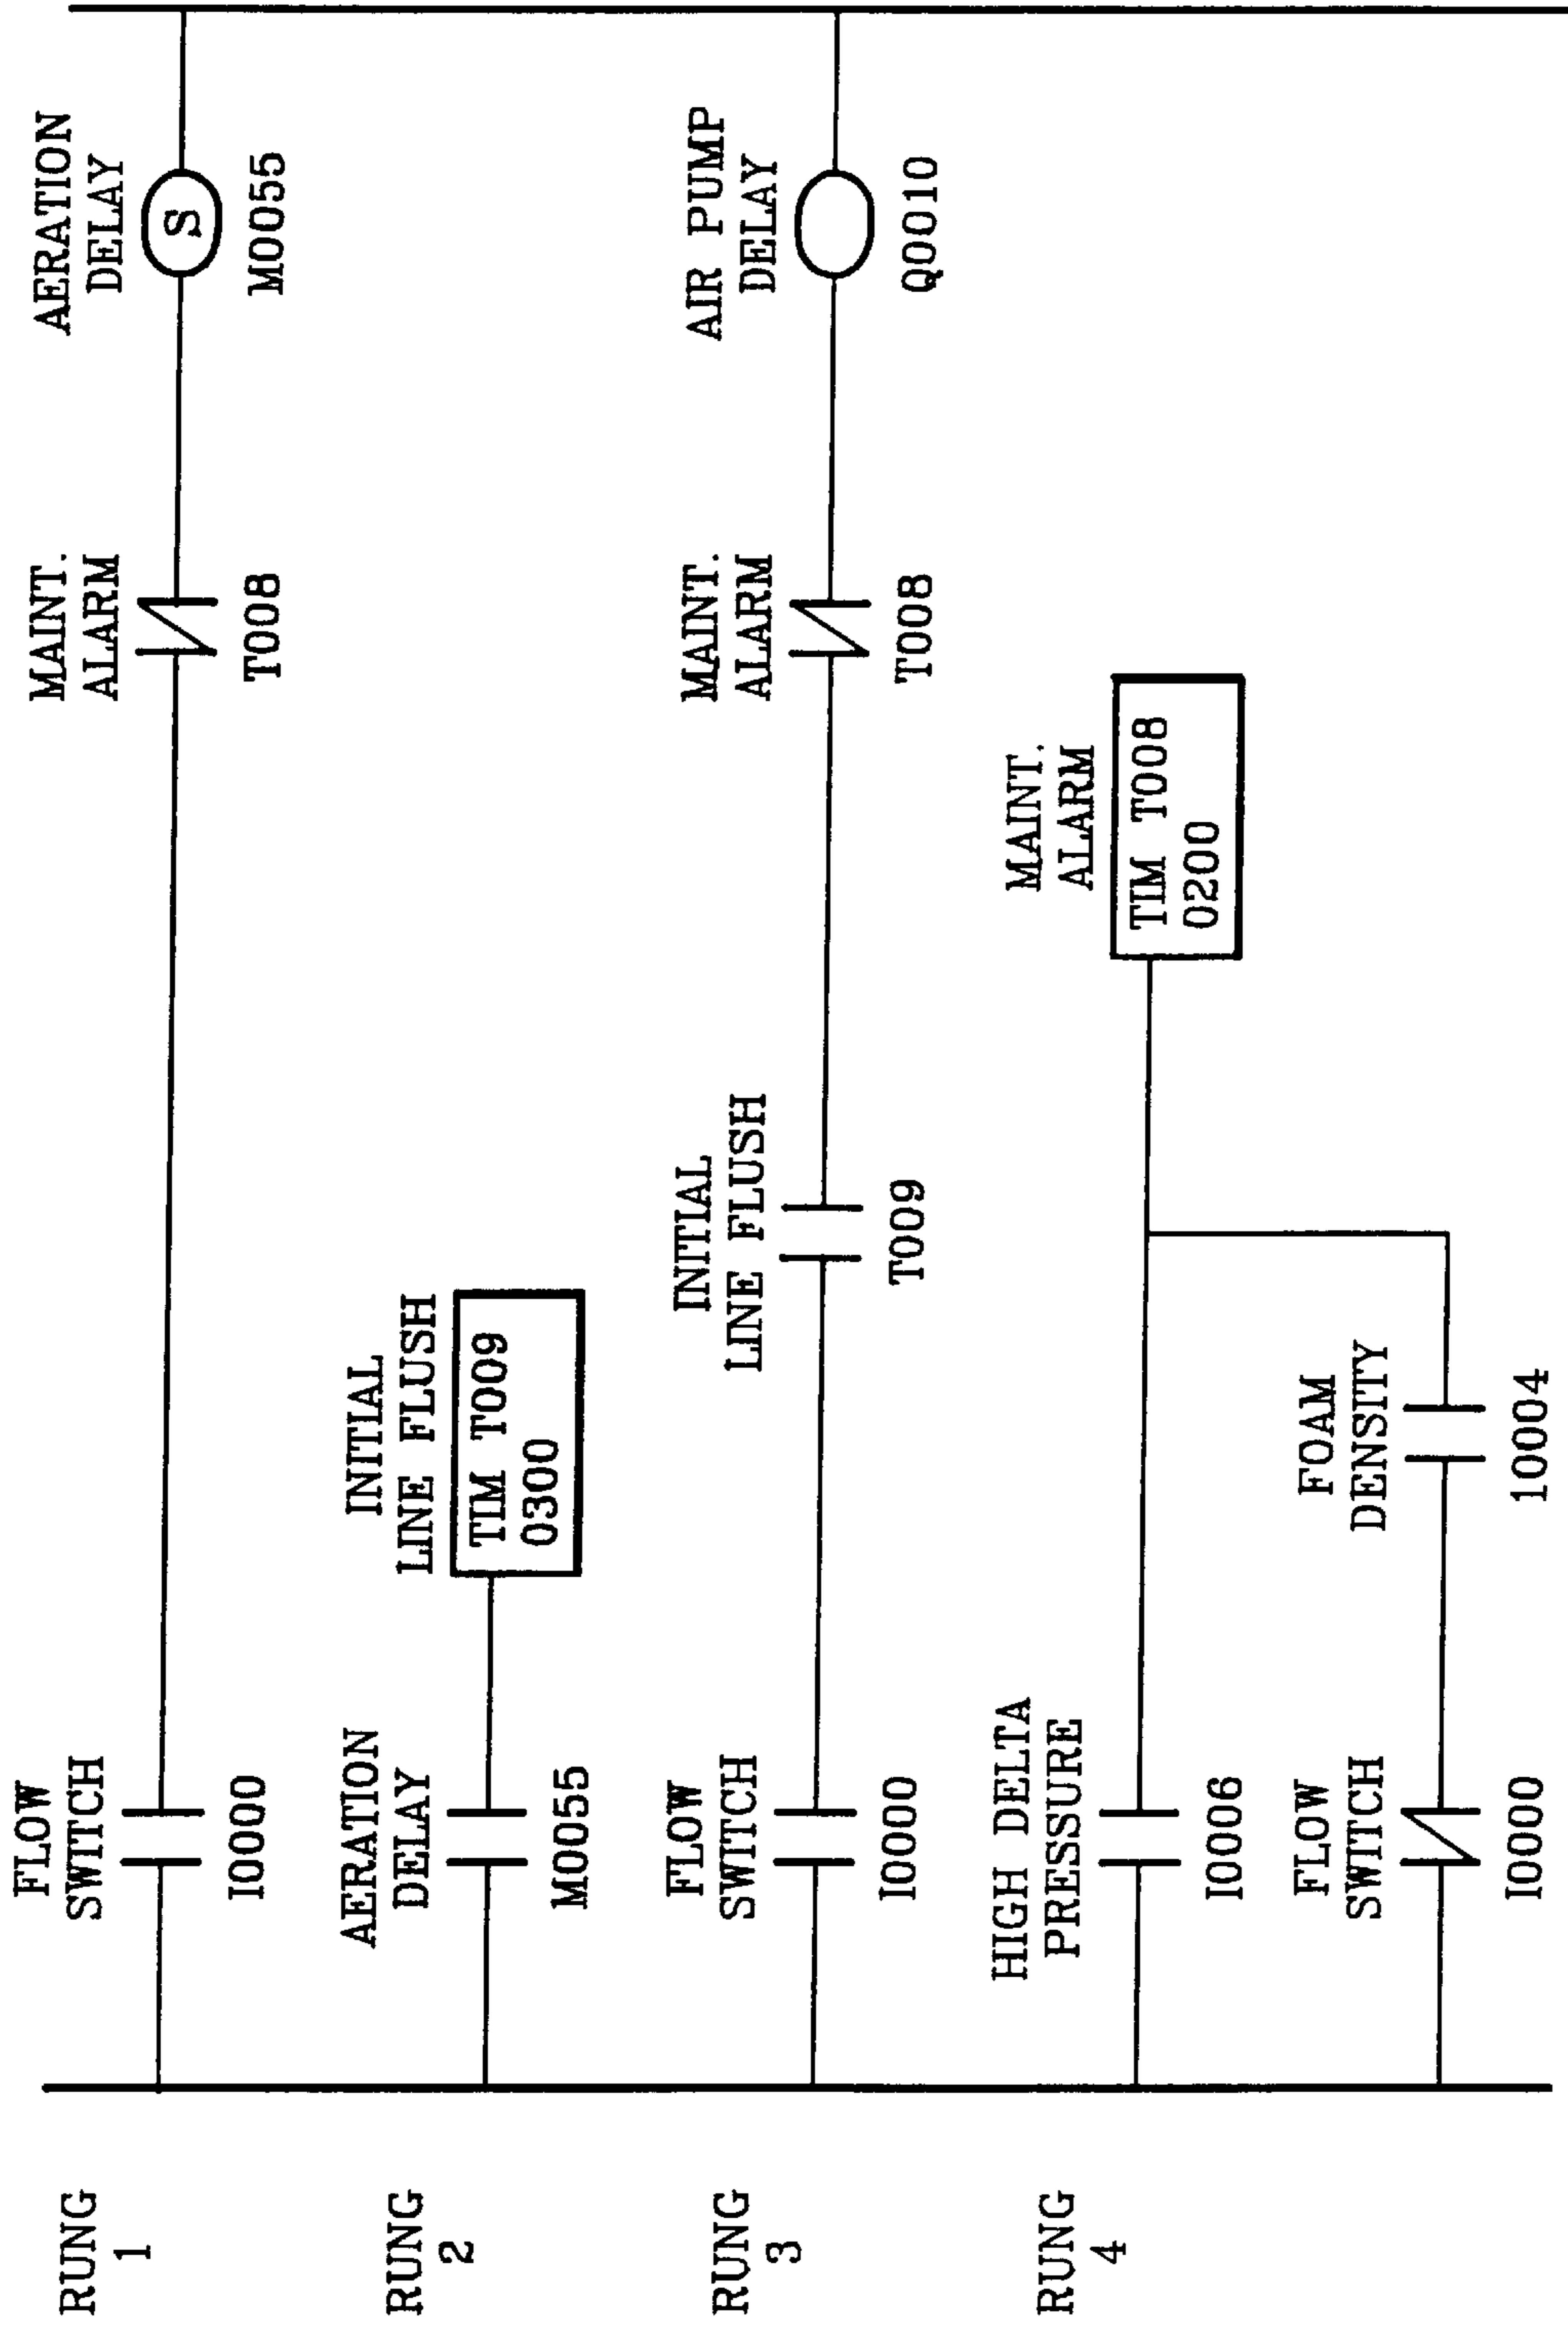 RUNG
1
FLOW
SWITCH
I0000
MAINT.
ALARM
T008
AERATION
DELAY
S
M0055
RUNG
2
AERATION
DELAY
M0055
INITIAL
LINE FLUSH
TIM T009
0300
RUNG
3
FLOW
SWITCH
I0000
INITIAL
LINE FLUSH
T009
MAINT.
ALARM
T008
AIR PUMP
DELAY
Q0010
RUNG
4
HIGH DELTA
PRESSURE
I0006
MAINT.
ALARM
TIM T008
0200
FLOW
SWITCH
I0000
FOAM
DENSITY
10004